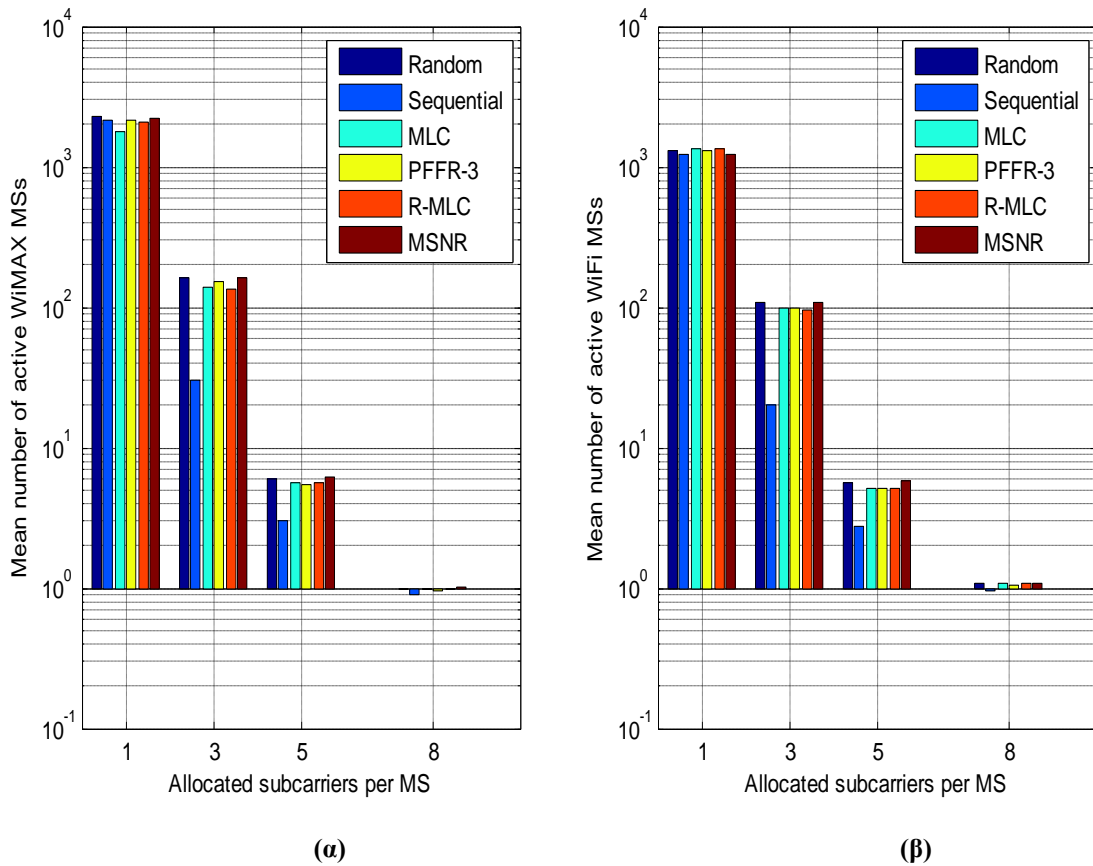 10^4
10^3
10^2
10^1
10^0
10^-1
Mean number of active WiMAX MSs
Random
Sequential
MLC
PFFR-3
R-MLC
MSNR
1 3 5 8
Allocated subcarriers per MS
(α)
10^4
10^3
10^2
10^1
10^0
10^-1
Mean number of active WiFi MSs
Random
Sequential
MLC
PFFR-3
R-MLC
MSNR
1 3 5 8
Allocated subcarriers per MS
(β)